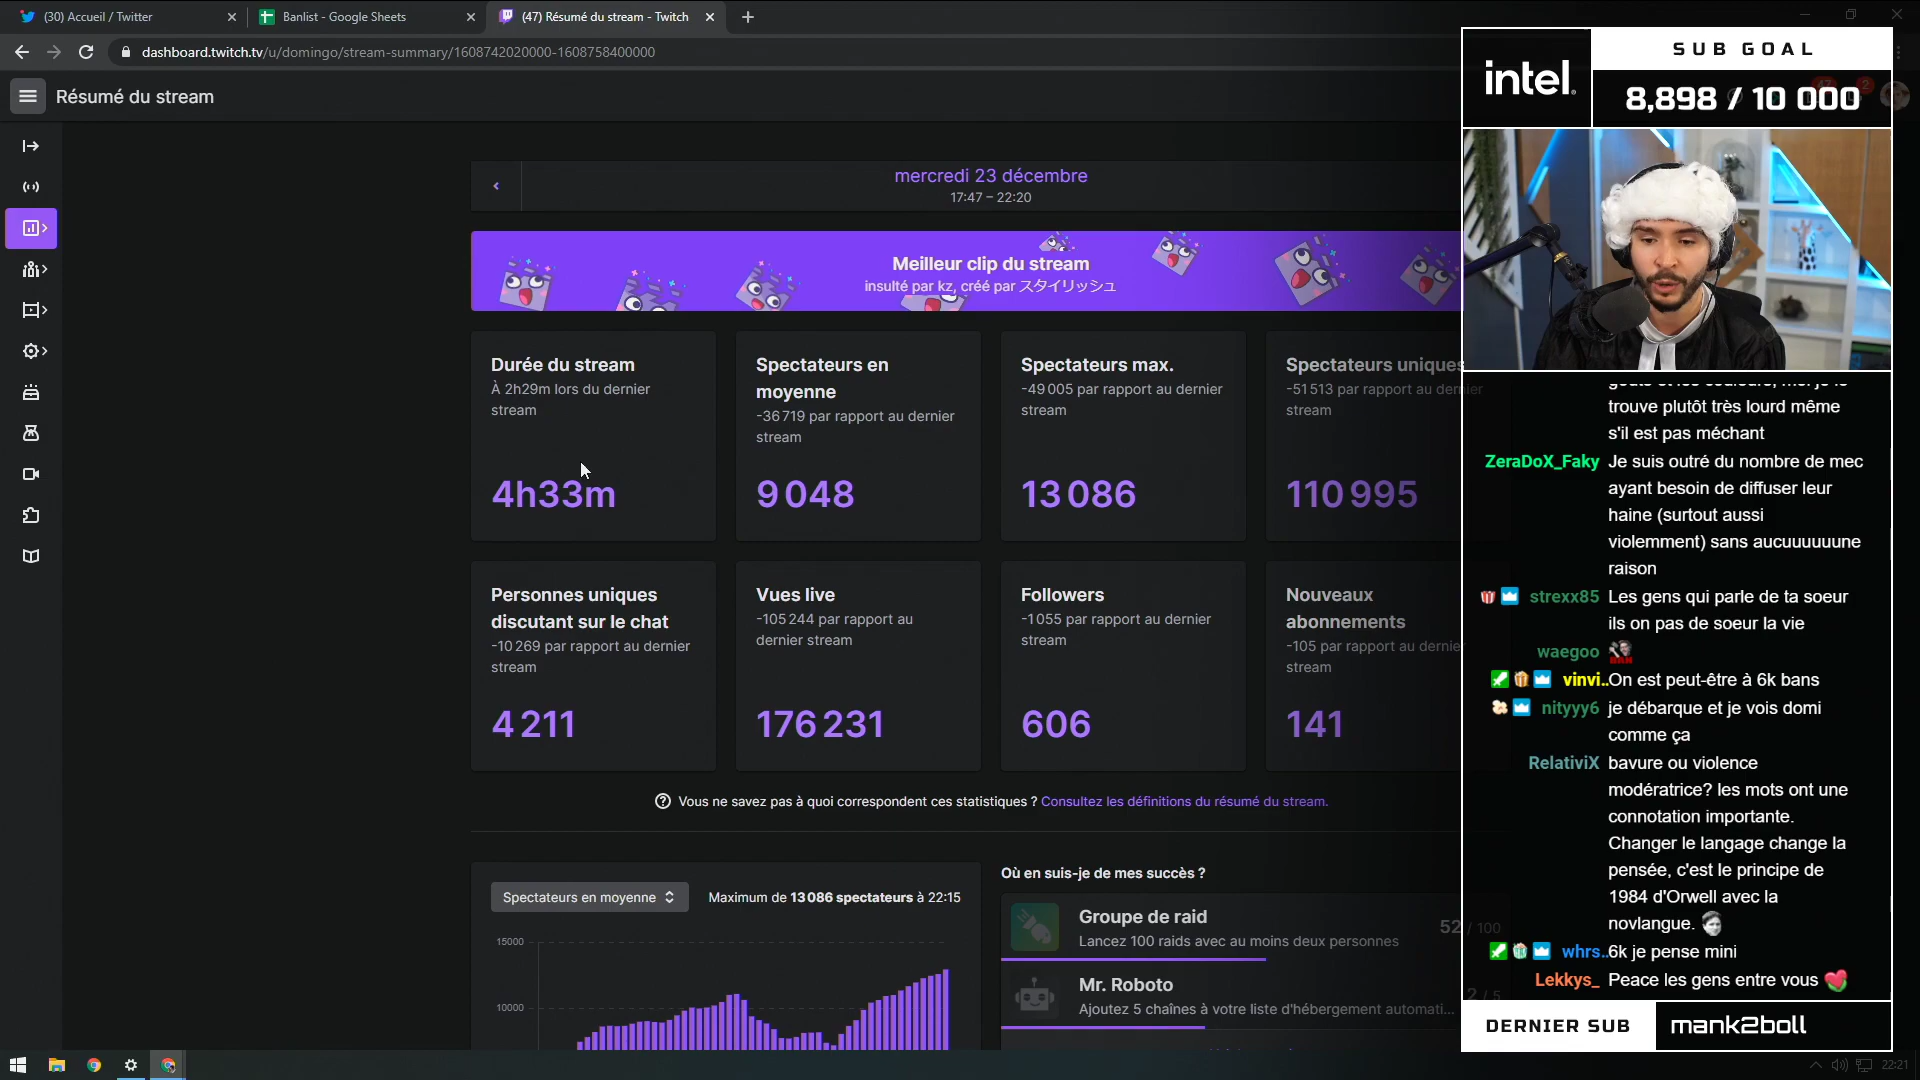 (30) Accueil / Twitter
Banlist - Google Sheets
(47) Résumé du stream - Twitch
dashboard.twitch.tv/u/domingo/stream-summary/1608742020000-1608758400000
Résumé du stream
mercredi 23 décembre
17:47 – 22:20
Meilleur clip du stream
insulté par kz, créé par スタイリッシュ
Durée du stream
À 2h29m lors du dernier
stream
4h33m
Spectateurs en
moyenne
-36 719 par rapport au dernier
stream
9 048
Spectateurs max.
-49 005 par rapport au dernier
stream
13 086
Spectateurs uniques
-51 513 par rapport au dernier
stream
110 995
Personnes uniques
discutant sur le chat
-10 269 par rapport au dernier
stream
4 211
Vues live
-105 244 par rapport au
dernier stream
176 231
Followers
-1 055 par rapport au dernier
stream
606
Nouveaux
abonnements
-105 par rapport au dernier
stream
141
Vous ne savez pas à quoi correspondent ces statistiques ? Consultez les définitions du résumé du stream.
Spectateurs en moyenne
Maximum de 13 086 spectateurs à 22:15
15000
10000
Où en suis-je de mes succès ?
Groupe de raid
Lancez 100 raids avec au moins deux personnes
52 / 100
Mr. Roboto
Ajoutez 5 chaînes à votre liste d'hébergement automati...
2 / 5
intel.
SUB GOAL
8,898 / 10 000
trouve plutôt très lourd même
s'il est pas méchant
ZeraDoX_Faky Je suis outré du nombre de mec
ayant besoin de diffuser leur
haine (surtout aussi
violemment) sans aucuuuuuune
raison
strexx85 Les gens qui parle de ta soeur
ils on pas de soeur la vie
waegoo
vinvi..On est peut-être à 6k bans
nityyy6 je débarque et je vois domi
comme ça
RelativiX bavure ou violence
modératrice? les mots ont une
connotation importante.
Changer le langage change la
pensée, c'est le principe de
1984 d'Orwell avec la
novlangue.
whrs..6k je pense mini
Lekkys_ Peace les gens entre vous
DERNIER SUB
mank2boll
22:21